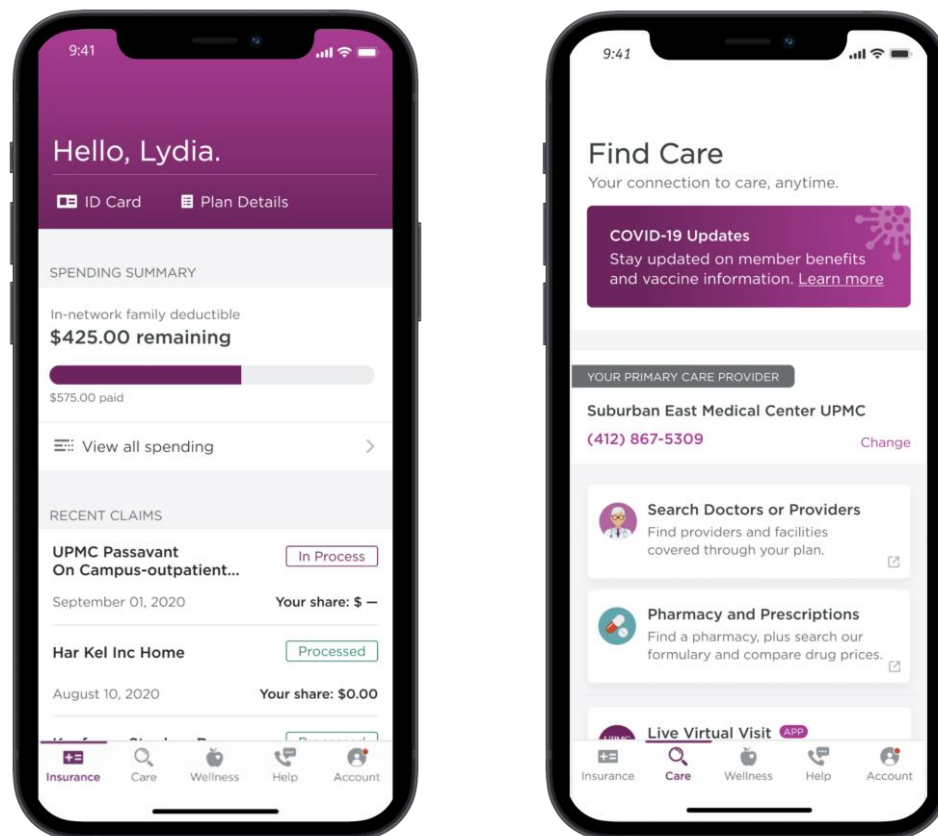 9:41
Hello, Lydia.
ID Card
Plan Details
SPENDING SUMMARY
In-network family deductible
$425.00 remaining
$575.00 paid
View all spending
RECENT CLAIMS
UPMC Passavant
On Campus-outpatient...
In Process
September 01, 2020
Your share: $ —
Har Kel Inc Home
Processed
August 10, 2020
Your share: $0.00
Processed
Insurance
Care
Wellness
Help
Account
9:41
Find Care
Your connection to care, anytime.
COVID-19 Updates
Stay updated on member benefits
and vaccine information. Learn more
YOUR PRIMARY CARE PROVIDER
Suburban East Medical Center UPMC
(412) 867-5309
Change
Search Doctors or Providers
Find providers and facilities
covered through your plan.
Pharmacy and Prescriptions
Find a pharmacy, plus search our
formulary and compare drug prices.
UPMC
Live Virtual Visit APP
Insurance
Care
Wellness
Help
Account